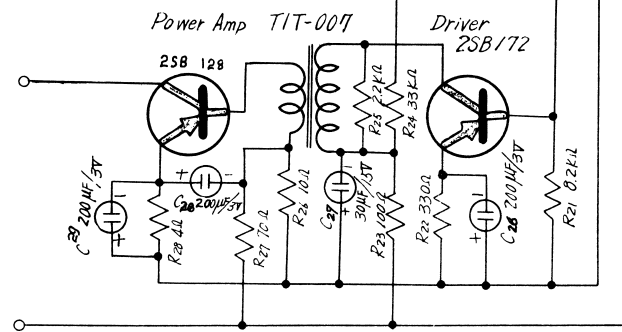 Power Amp TIT-007 Driver
2SB 128
2SB172
R25 2.2KΩ
R24 33KΩ
C29 200μF/3V
+ -
C28 200μF/3V
R28 4Ω
R27 70Ω
R26 10Ω
C27 30μF/15V
R23 100Ω
R22 330Ω
C26 200μF/3V
R21 8.2KΩ
-
+
-
+
-
+